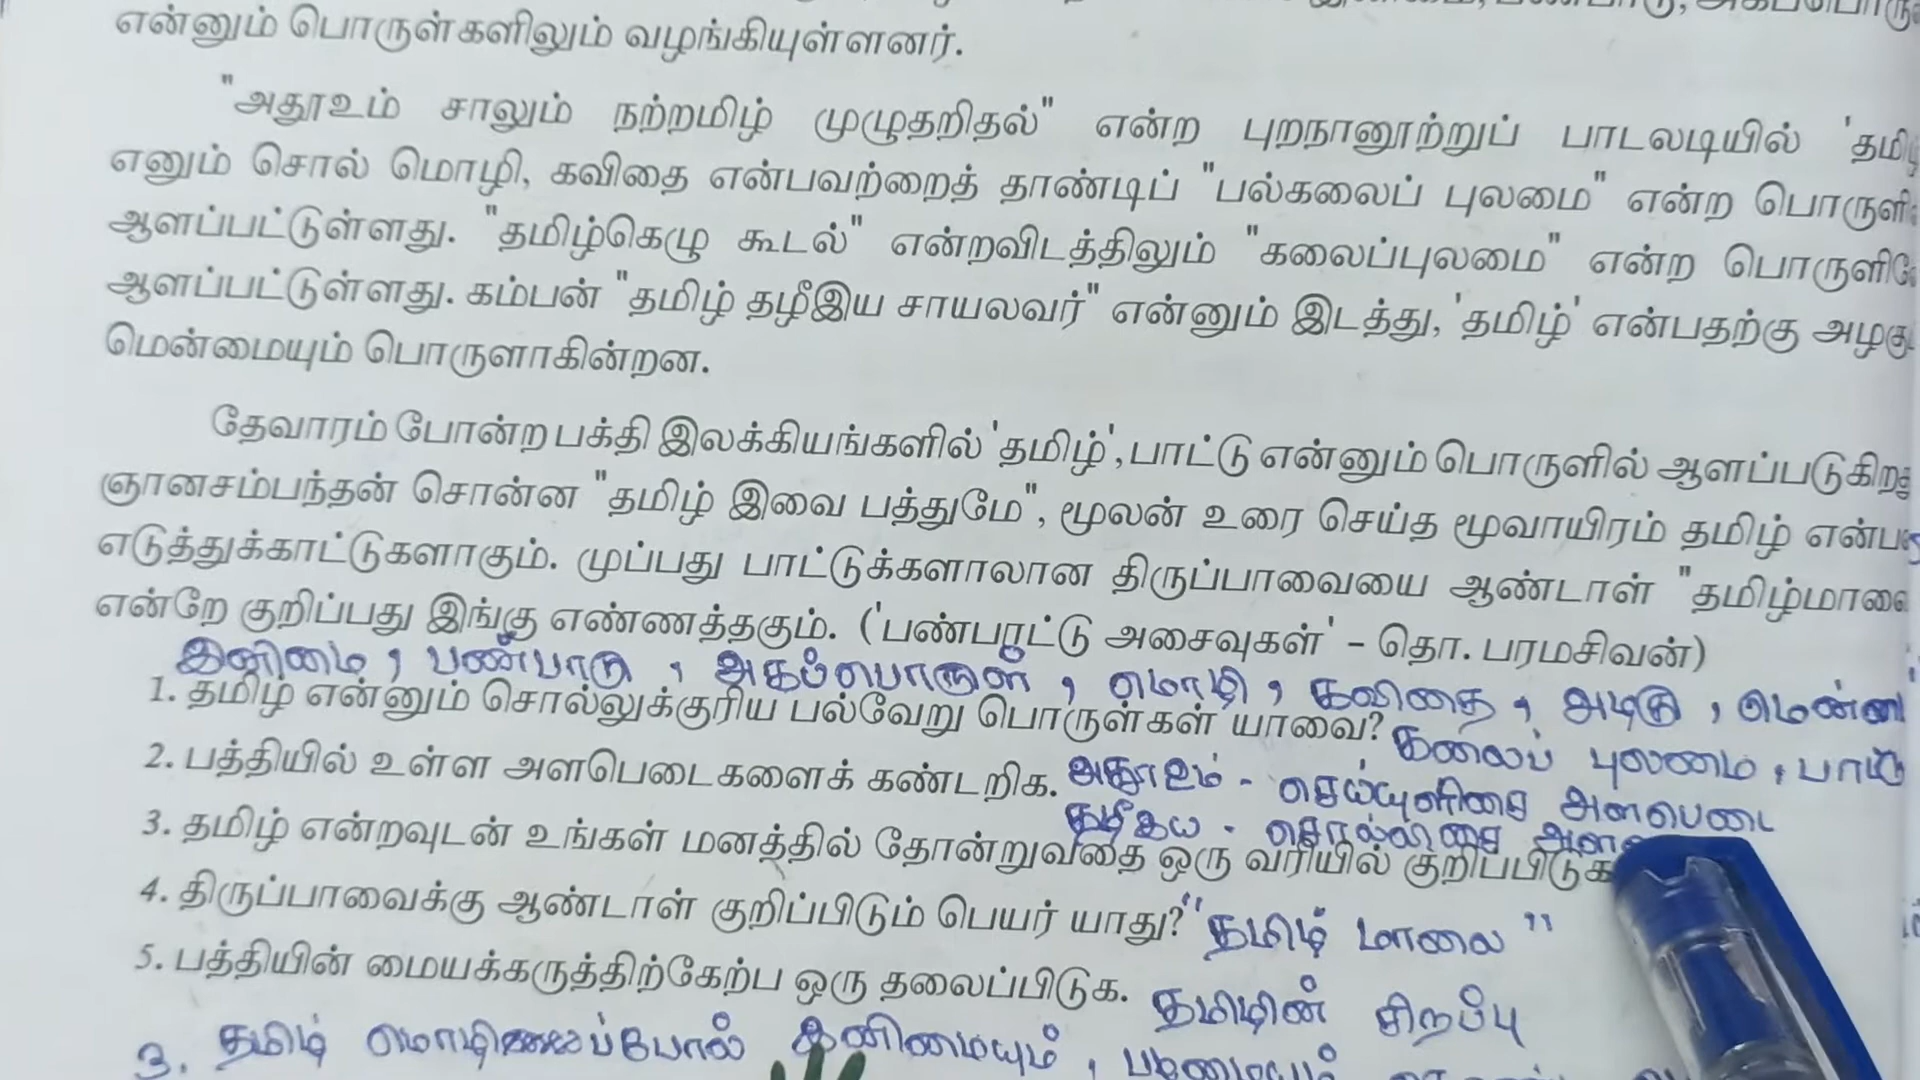 என்னும் பொருள்களிலும் வழங்கியுள்ளனர்.
"அதூஉம் சாலும் நற்றமிழ் முழுதறிதல்" என்ற புறநானூற்றுப் பாடலடியில் 'தமிழ்
எனும் சொல் மொழி, கவிதை என்பவற்றைத் தாண்டிப் "பல்கலைப் புலமை" என்ற
ஆளப்பட்டுள்ளது. "தமிழ்கெழு கூடல்" என்றவிடத்திலும் "கலைப்புலமை" என்ற
ஆளப்பட்டுள்ளது. கம்பன் "தமிழ் தழீஇய சாயலவர்" என்னும் இடத்து, 'தமிழ்' என்பதற்கு
மென்மையும் பொருளாகின்றன.
தேவாரம் போன்ற பக்தி இலக்கியங்களில் 'தமிழ்', பாட்டு என்னும் பொருளில்
ஞானசம்பந்தன் சொன்ன "தமிழ் இவை பத்துமே", மூலன் உரை செய்த மூவாயிரம் தமிழ்
எடுத்துக்காட்டுகளாகும். முப்பது பாட்டுக்களாலான திருப்பாவையை ஆண்டாள்
என்றே குறிப்பது இங்கு எண்ணத்தகும். ('பண்பாட்டு அசைவுகள்' – தொ. பரமசிவன்)
இனிமை, பண்பாடு, அகப்பொருள், மொழி, கவிதை, அழகு,
1. தமிழ் என்னும் சொல்லுக்குரிய பல்வேறு பொருள்கள் யாவை? கலைப் புலமை,
2. பத்தியில் உள்ள அளபெடைகளைக் கண்டறிக. அதூஉம் - செய்யுளிசை அளபெடை
தழீஇய - சொல்லிசை
3. தமிழ் என்றவுடன் உங்கள் மனத்தில் தோன்றுவதை ஒரு வரியில் குறிப்பிடுக
4. திருப்பாவைக்கு ஆண்டாள் குறிப்பிடும் பெயர் யாது? "தமிழ் மாலை"
5. பத்தியின் மையக்கருத்திற்கேற்ப ஒரு தலைப்பிடுக. தமிழின் சிறப்பு
3. தமிழ் இனிமையும்,